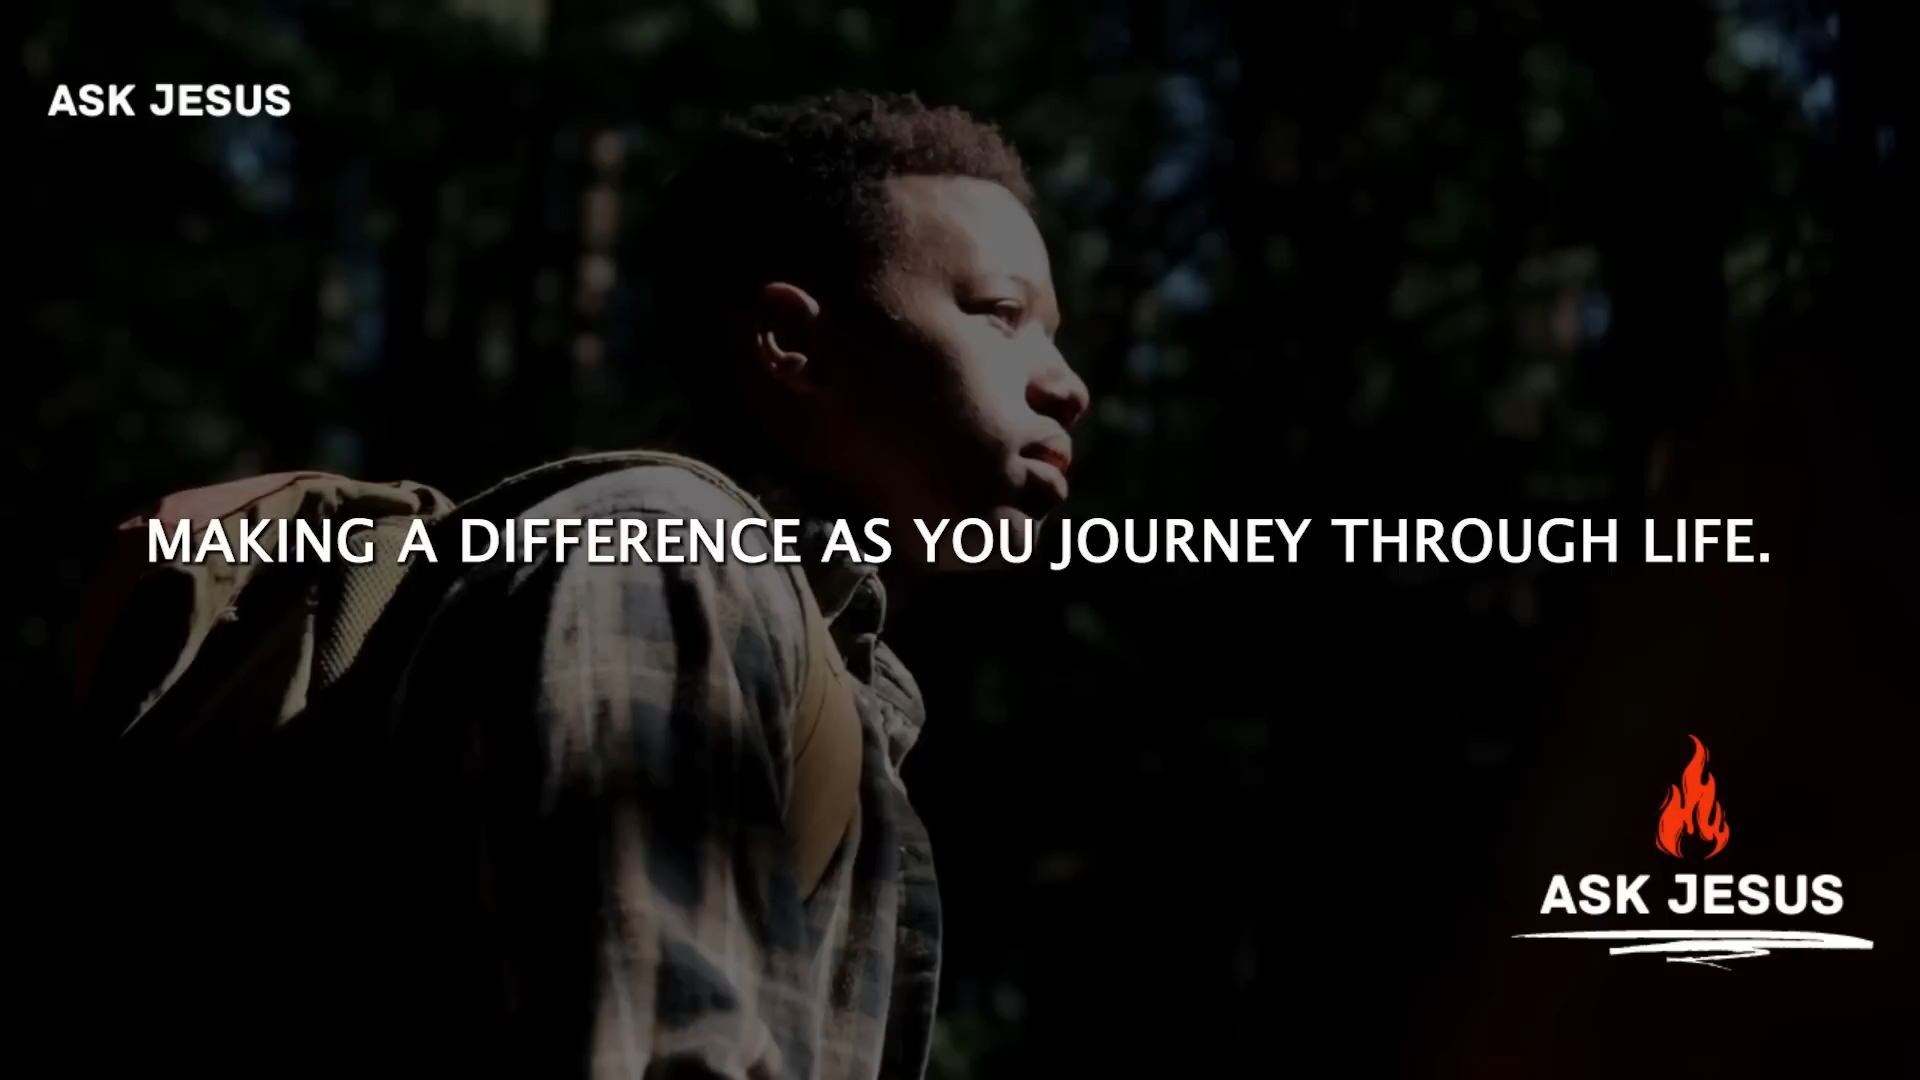 ASK JESUS
MAKING A DIFFERENCE AS YOU JOURNEY THROUGH LIFE.
ASK JESUS